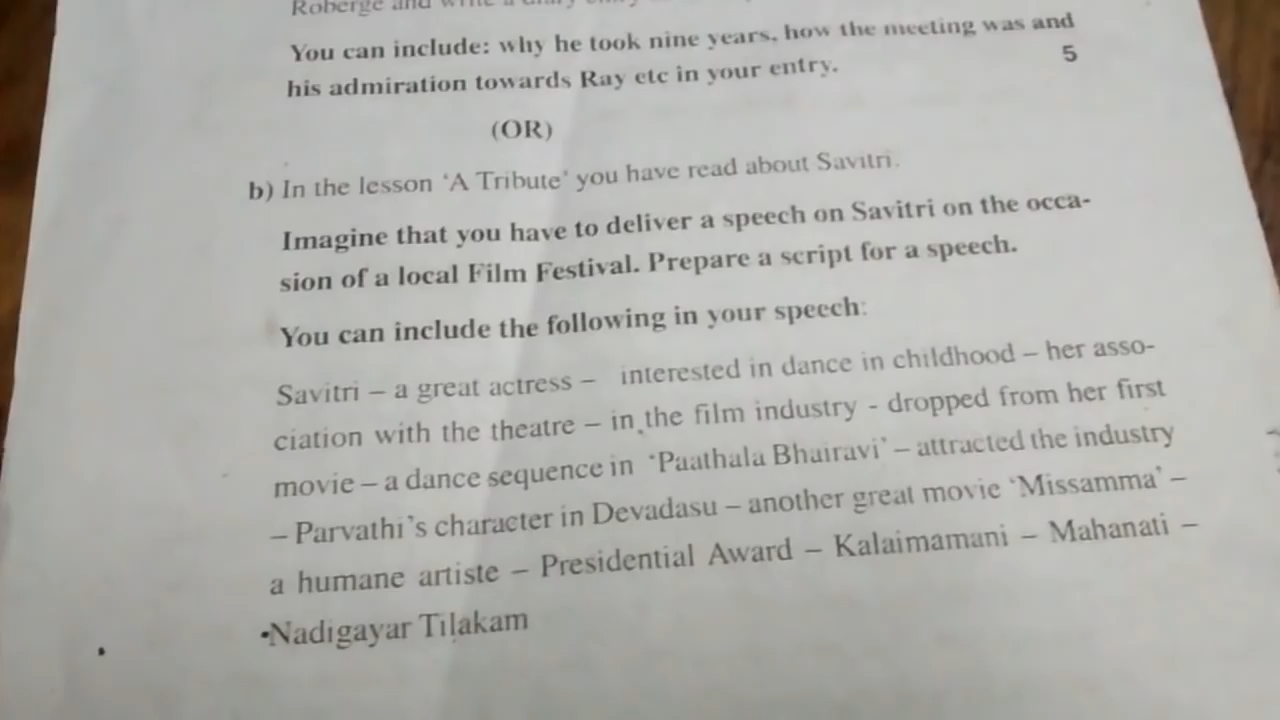 Roberge and write a diary entry
You can include: why he took nine years, how the meeting was and
his admiration towards Ray etc in your entry. 5
(OR)
b) In the lesson 'A Tribute' you have read about Savitri.
Imagine that you have to deliver a speech on Savitri on the occa-
sion of a local Film Festival. Prepare a script for a speech.
You can include the following in your speech:
Savitri – a great actress – interested in dance in childhood – her asso-
ciation with the theatre – in the film industry - dropped from her first
movie – a dance sequence in 'Paathala Bhairavi' – attracted the industry
– Parvathi's character in Devadasu – another great movie 'Missamma' –
a humane artiste – Presidential Award – Kalaimamani – Mahanati –
Nadigayar Tilakam